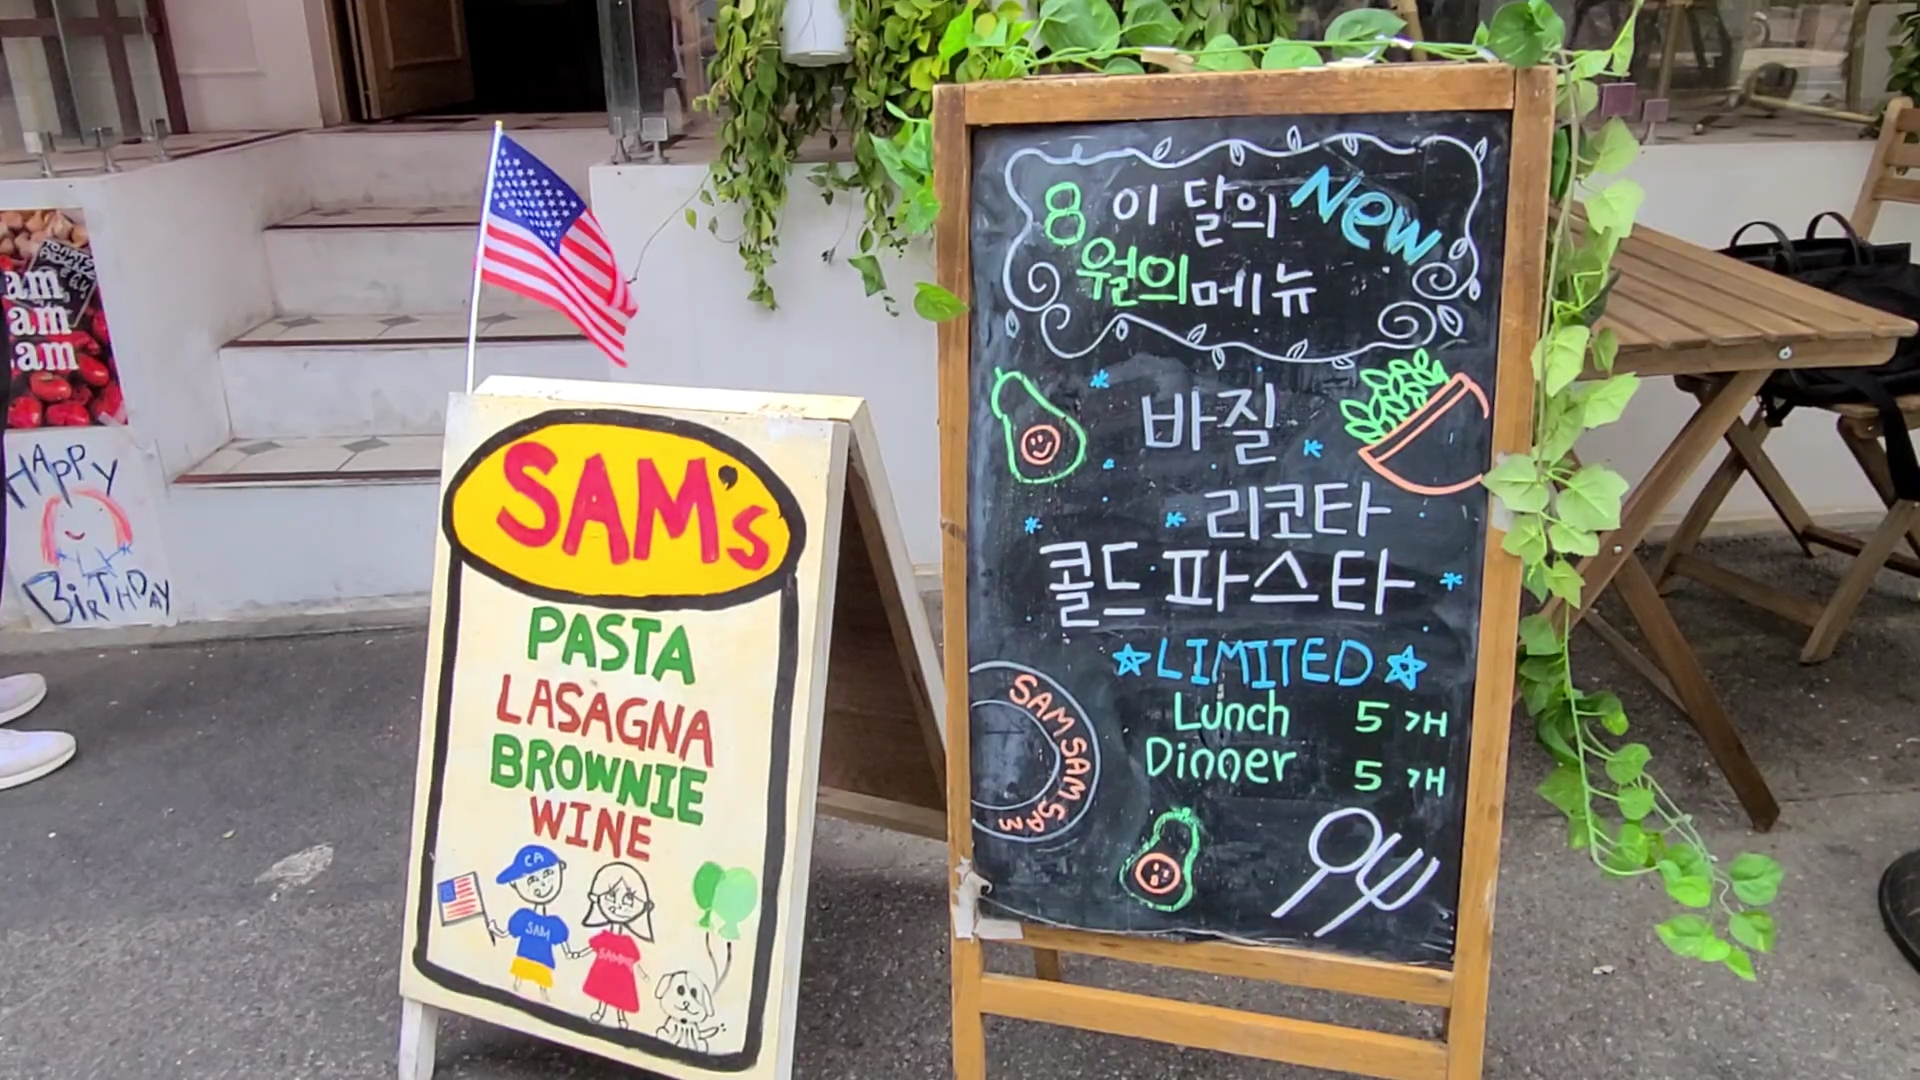 am,
am
am
HAPPY
BIRTHDAY
SAM's
PASTA
LASAGNA
BROWNIE
WINE
CA
SAM
8월의
이 달의
메뉴
New
바질
리코타
콜드 파스타
LIMITED
Lunch 5개
Dinner 5개
SAM SAM SA